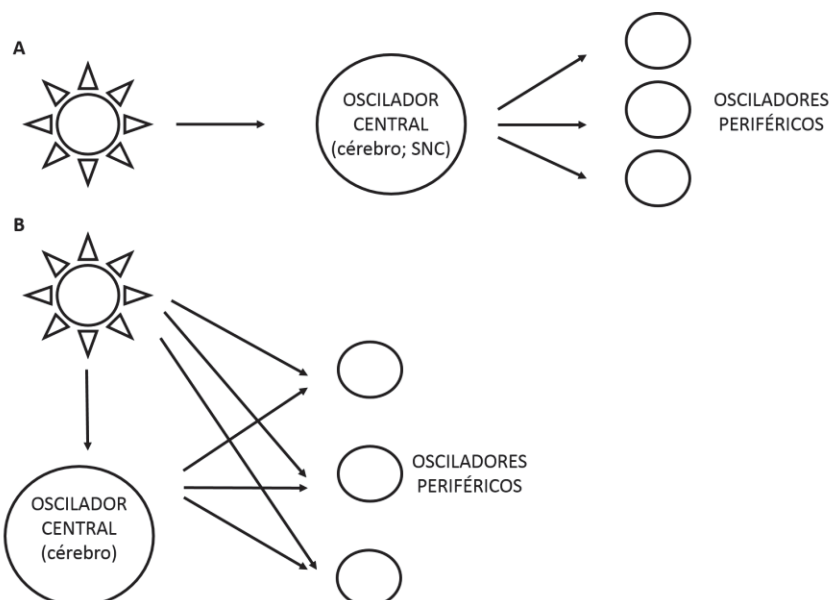 A
OSCILADOR
CENTRAL
(cérebro; SNC)
OSCILADORES
PERIFÉRICOS
B
OSCILADORES
PERIFÉRICOS
OSCILADOR
CENTRAL
(cérebro)